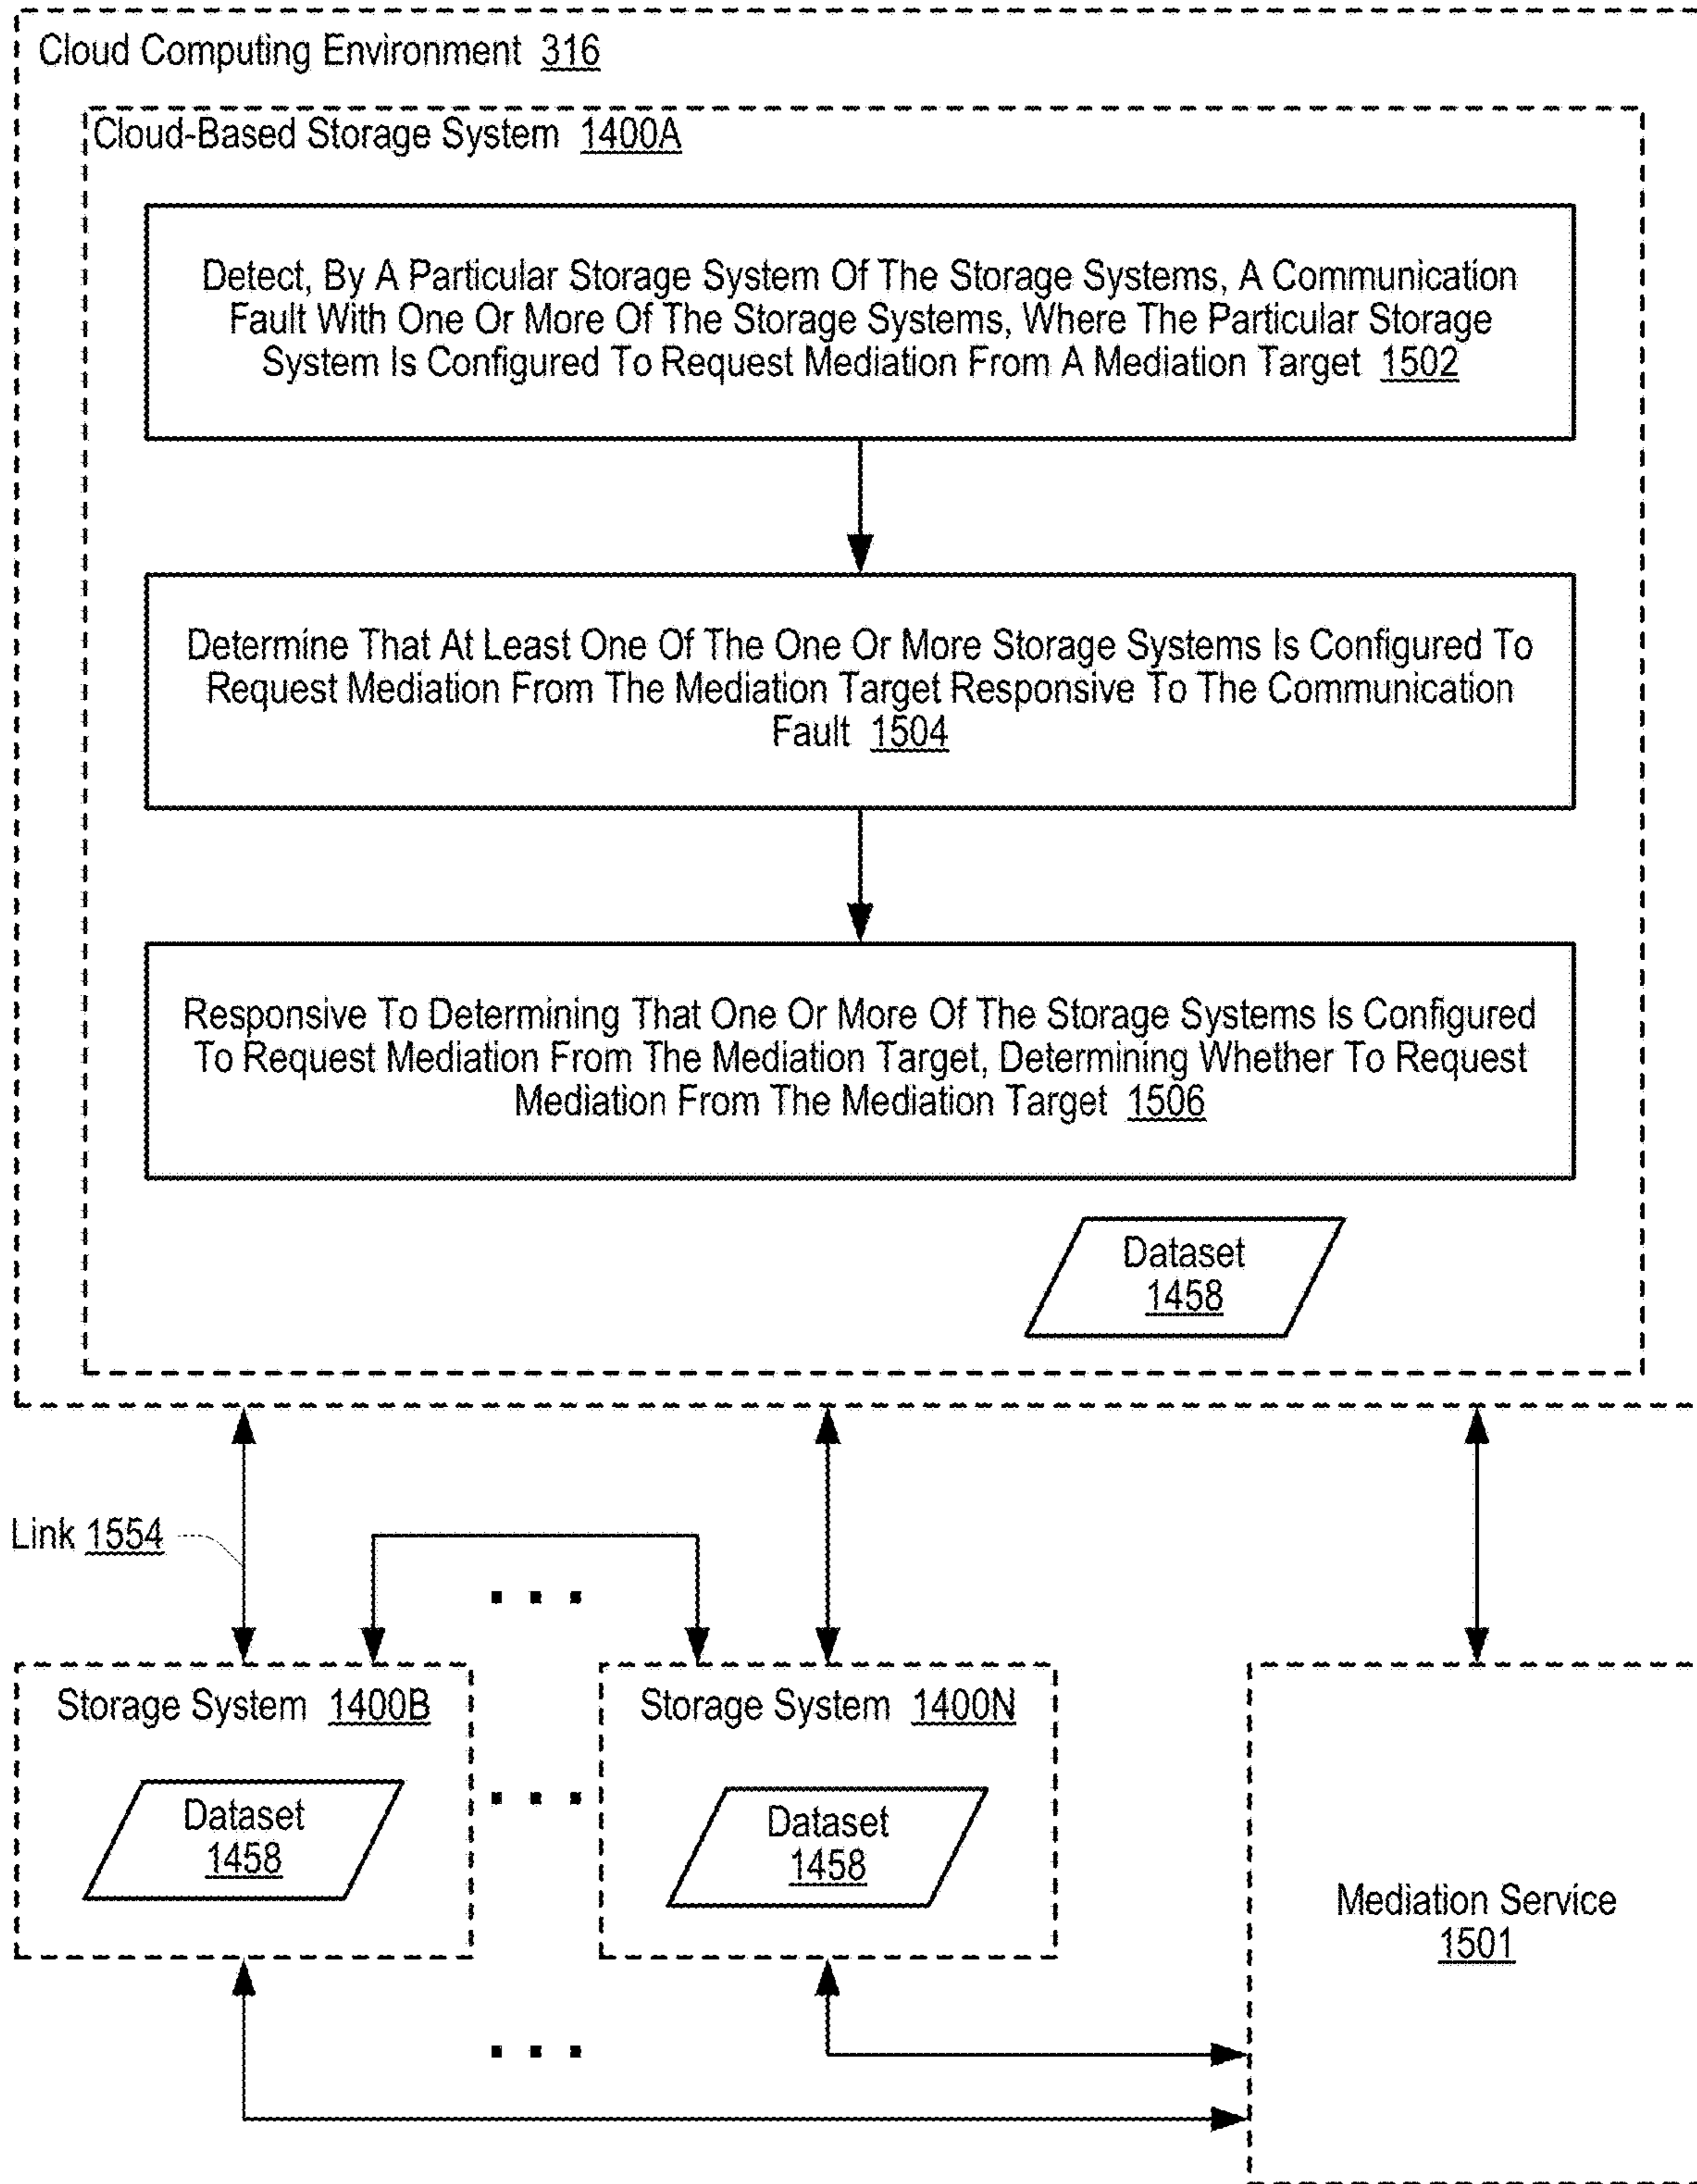 Cloud Computing Environment 316
Cloud-Based Storage System 1400A
Detect, By A Particular Storage System Of The Storage Systems, A Communication
Fault With One Or More Of The Storage Systems, Where The Particular Storage
System Is Configured To Request Mediation From A Mediation Target 1502
Determine That At Least One Of The One Or More Storage Systems Is Configured To
Request Mediation From The Mediation Target Responsive To The Communication
Fault 1504
Responsive To Determining That One Or More Of The Storage Systems Is Configured
To Request Mediation From The Mediation Target, Determining Whether To Request
Mediation From The Mediation Target 1506
Dataset
1458
Link 1554
Storage System 1400B
Dataset
1458
Storage System 1400N
Dataset
1458
Mediation Service
1501